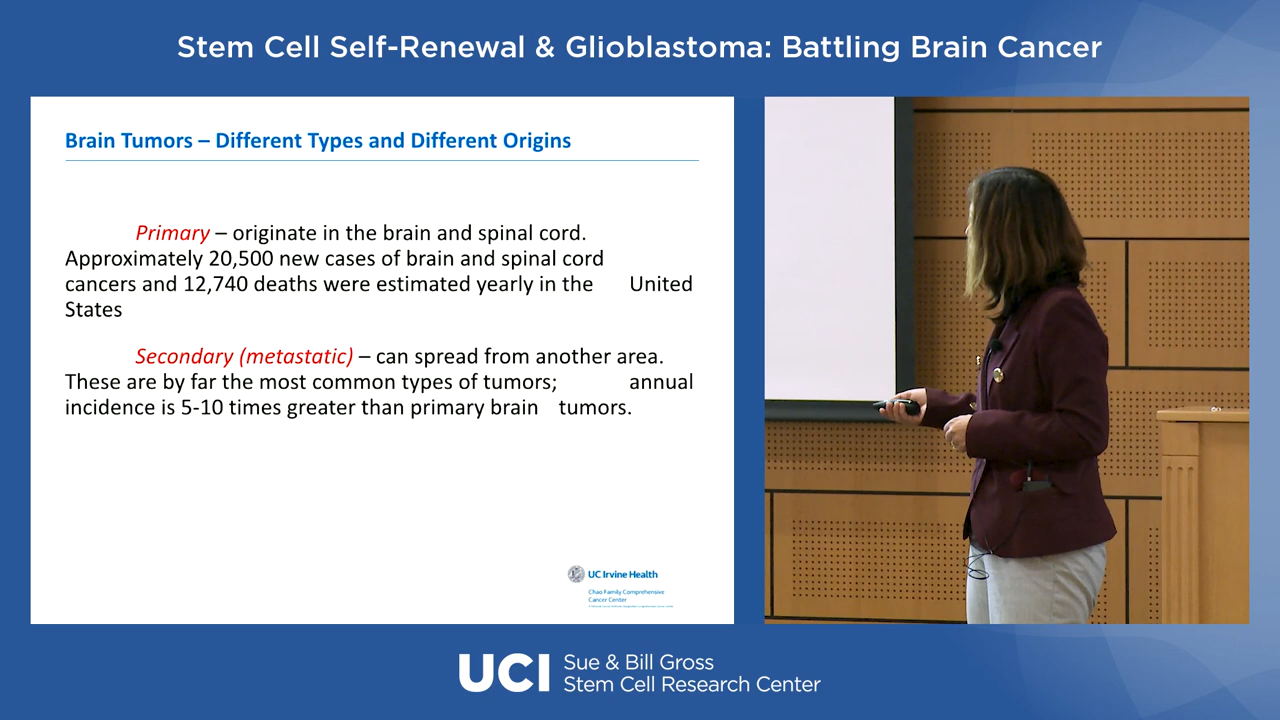 Stem Cell Self-Renewal & Glioblastoma: Battling Brain Cancer
Brain Tumors – Different Types and Different Origins
Primary – originate in the brain and spinal cord.
Approximately 20,500 new cases of brain and spinal cord
cancers and 12,740 deaths were estimated yearly in the United
States
Secondary (metastatic) – can spread from another area.
These are by far the most common types of tumors; annual
incidence is 5-10 times greater than primary brain tumors.
UC Irvine Health
Chao Family Comprehensive
Cancer Center
UCI Sue & Bill Gross
Stem Cell Research Center